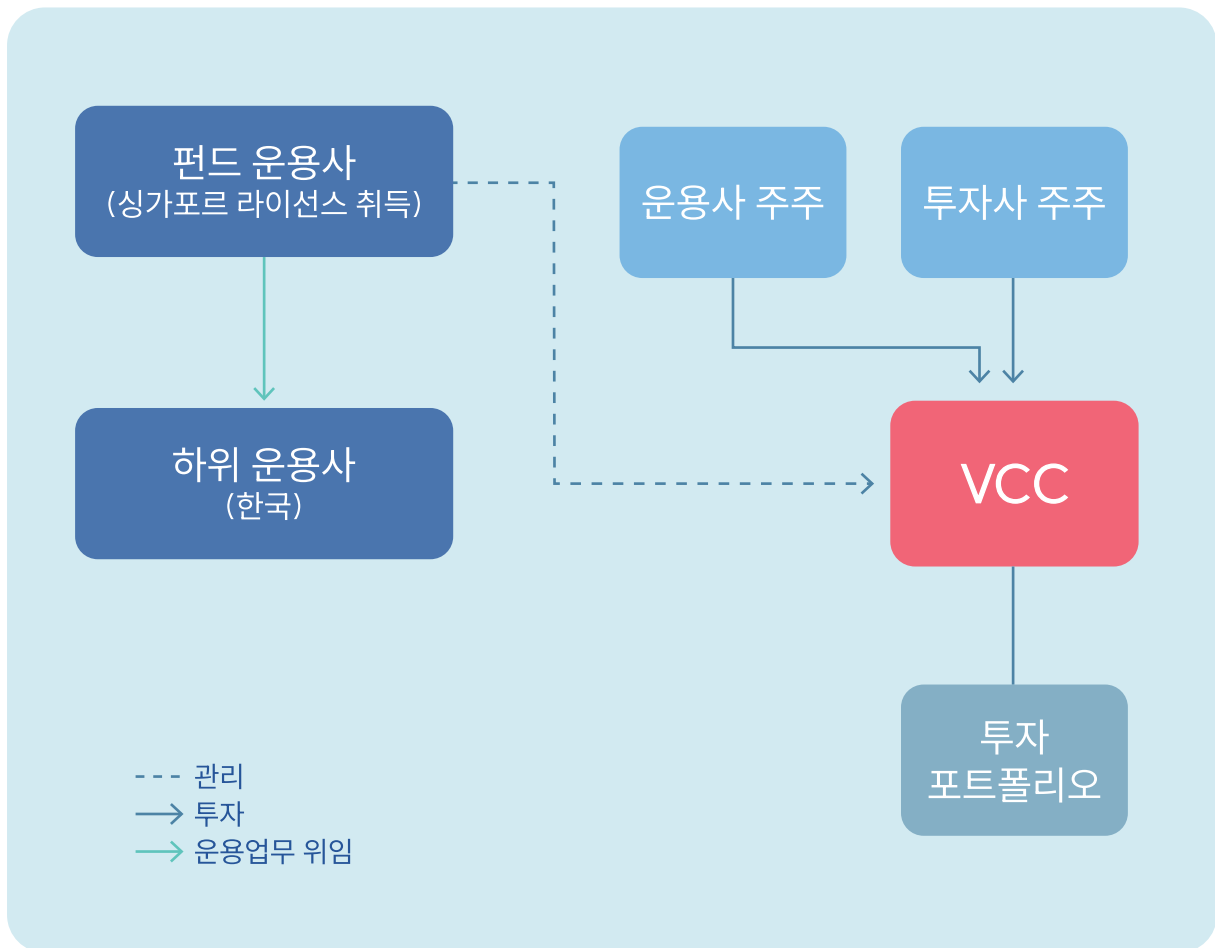 펀드 운용사
(싱가포르 라이선스 취득)
운용사 주주
투자사 주주
하위 운용사
(한국)
VCC
투자
포트폴리오
관리
투자
운용업무 위임